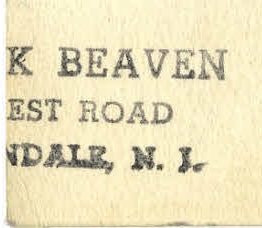 K BEAVEN
EST ROAD
NDALE, N. J.